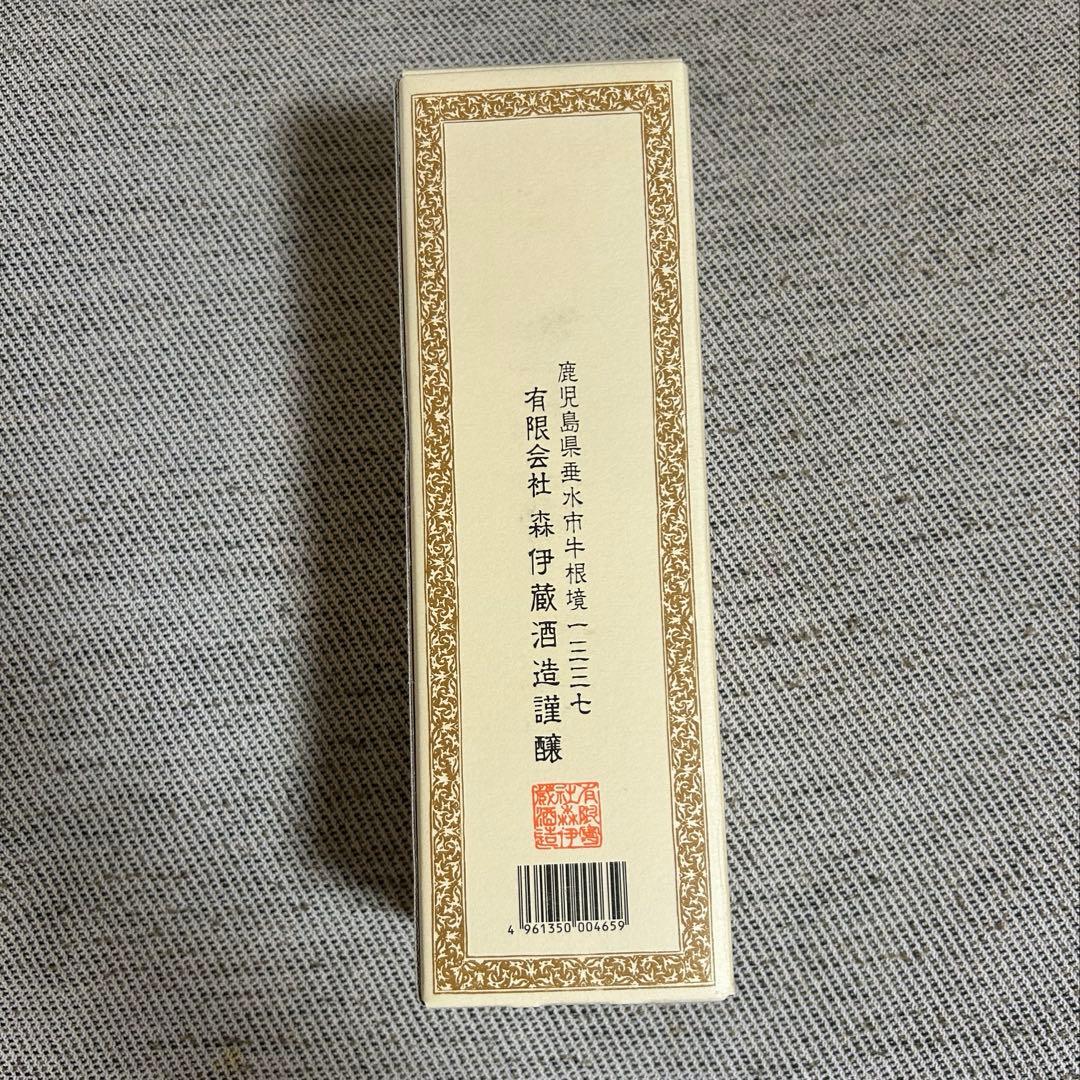 鹿児島県垂水市牛根境一三三七
有限会社 森伊蔵酒造謹醸
有限會
社森伊
蔵酒造
4 961350 004659